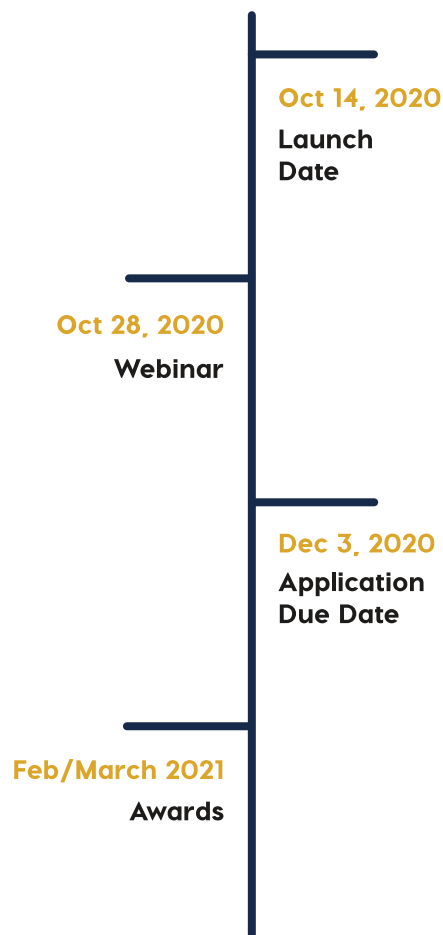 Oct 14, 2020
Launch
Date
Oct 28, 2020
Webinar
Dec 3, 2020
Application
Due Date
Feb/March 2021
Awards